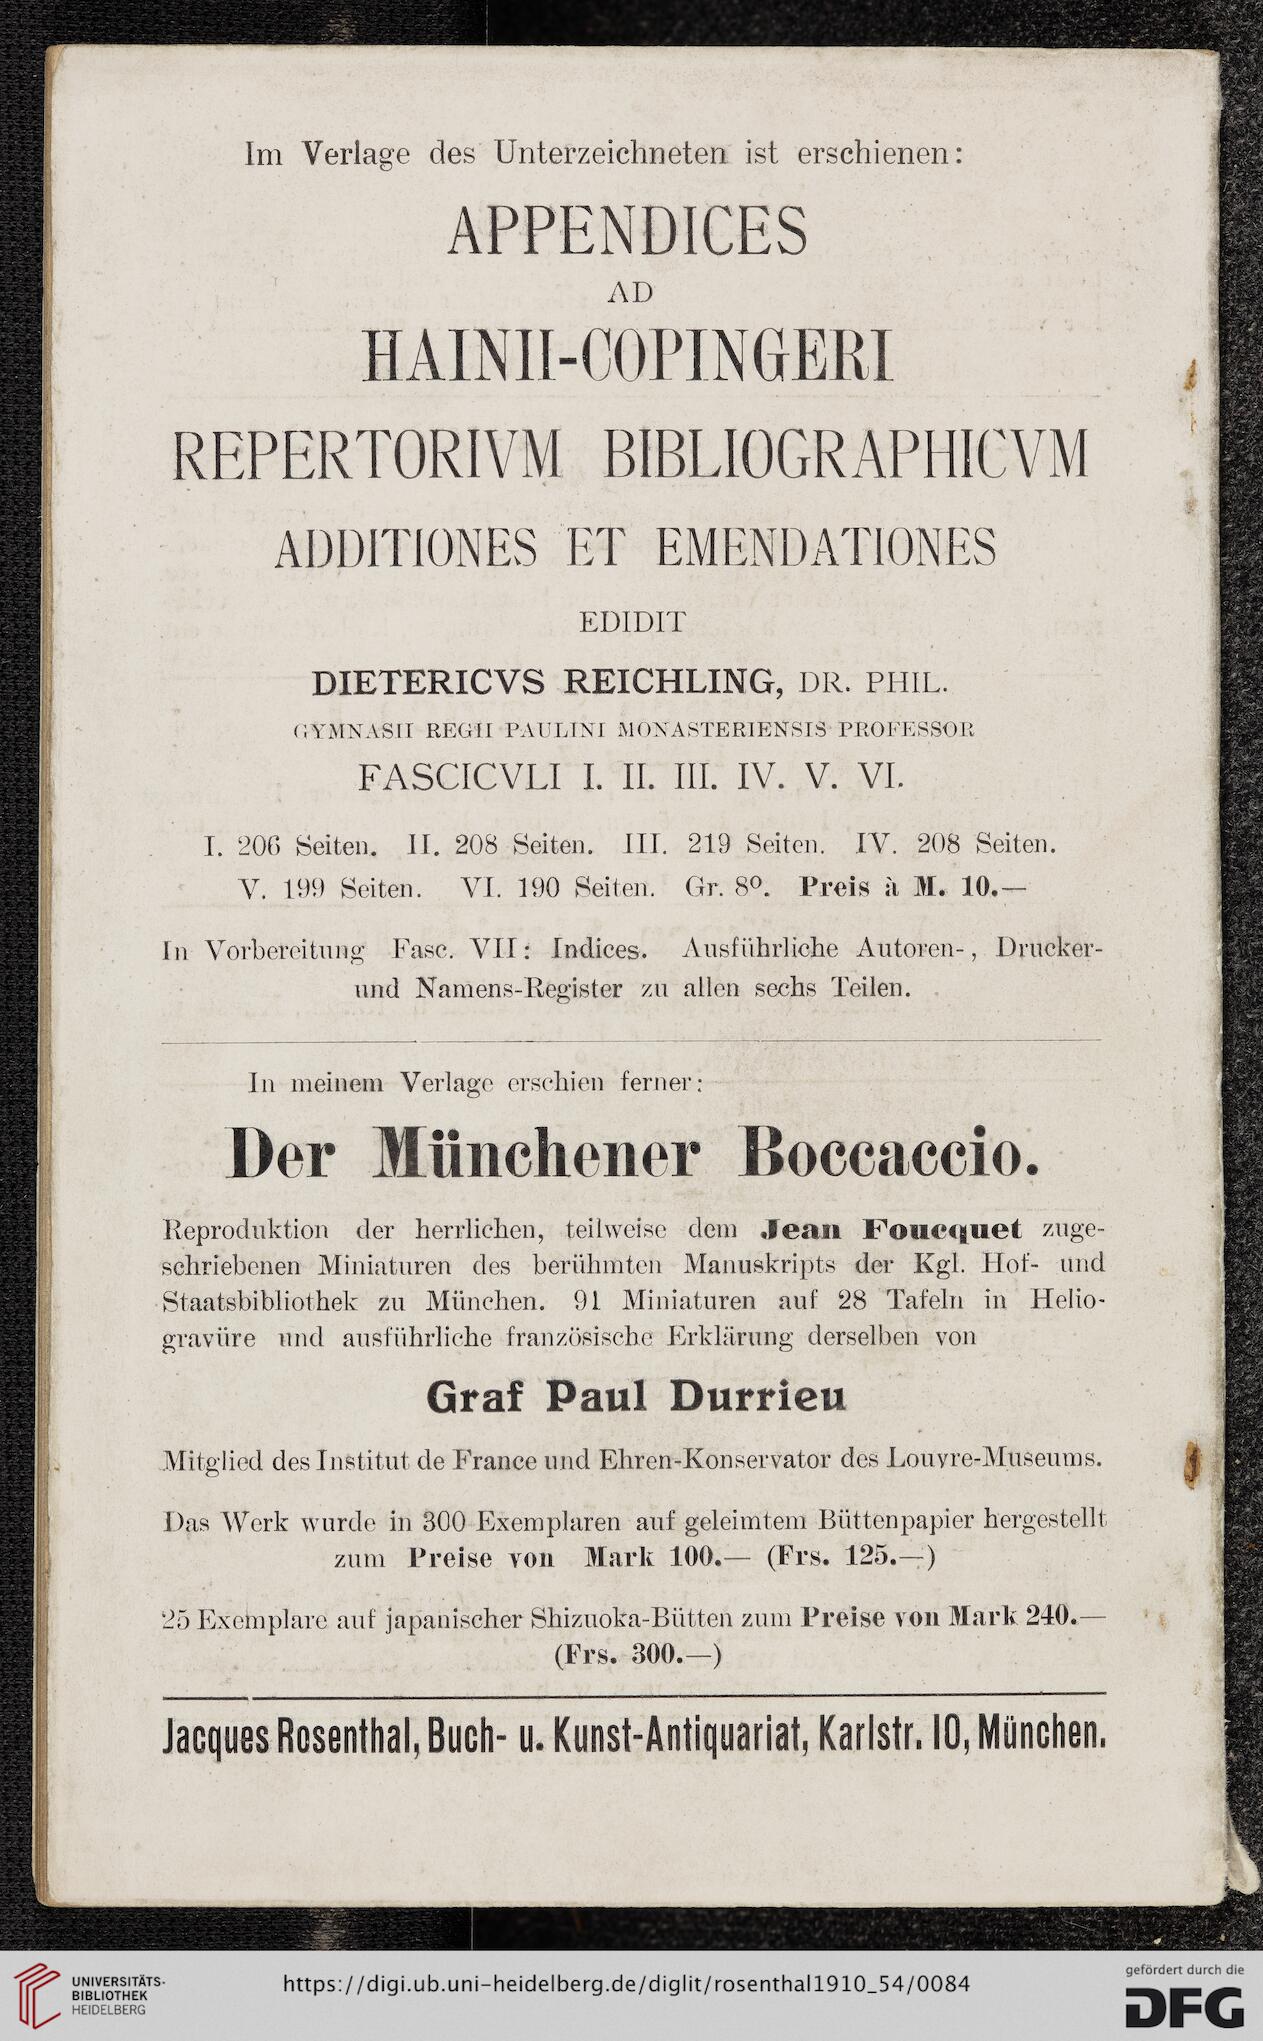 Im Verlage des Unterzeichneten ist erschienen:
APPENDICES
AD
HAINII-COPINGERI
REPERTORIVM BIBLIOGRAPHICVM
ADDITIONES ET EMENDATIONES
EDIDIT
DIETERICVS REICHLING, DR. PHIL.
GYMNASII REGII PAULINI MONASTERIENSIS PROFESSOR
FASCICVLI I. II. III. IV. V. VI.
I. 206 Seiten. II. 208 Seiten. III. 219 Seiten. IV. 208 Seiten.
V. 199 Seiten. VI. 190 Seiten. Gr. 8º. Preis à M. 10.—
In Vorbereitung Fasc. VII: Indices. Ausführliche Autoren-, Drucker-
und Namens-Register zu allen sechs Teilen.
In meinem Verlage erschien ferner:
Der Münchener Boccaccio.
Reproduktion der herrlichen, teilweise dem Jean Foucquet zuge-
schriebenen Miniaturen des berühmten Manuskripts der Kgl. Hof- und
Staatsbibliothek zu München. 91 Miniaturen auf 28 Tafeln in Helio-
gravüre und ausführliche französische Erklärung derselben von
Graf Paul Durrieu
Mitglied des Institut de France und Ehren-Konservator des Louvre-Museums.
Das Werk wurde in 300 Exemplaren auf geleimtem Büttenpapier hergestellt
zum Preise von Mark 100.— (Frs. 125.—)
25 Exemplare auf japanischer Shizuoka-Bütten zum Preise von Mark 240.—
(Frs. 300.—)
Jacques Rosenthal, Buch- u. Kunst-Antiquariat, Karlstr. 10, München.
UNIVERSITÄTS-
BIBLIOTHEK
HEIDELBERG
https://digi.ub.uni-heidelberg.de/diglit/rosenthal1910_54/0084
gefördert durch die
DFG